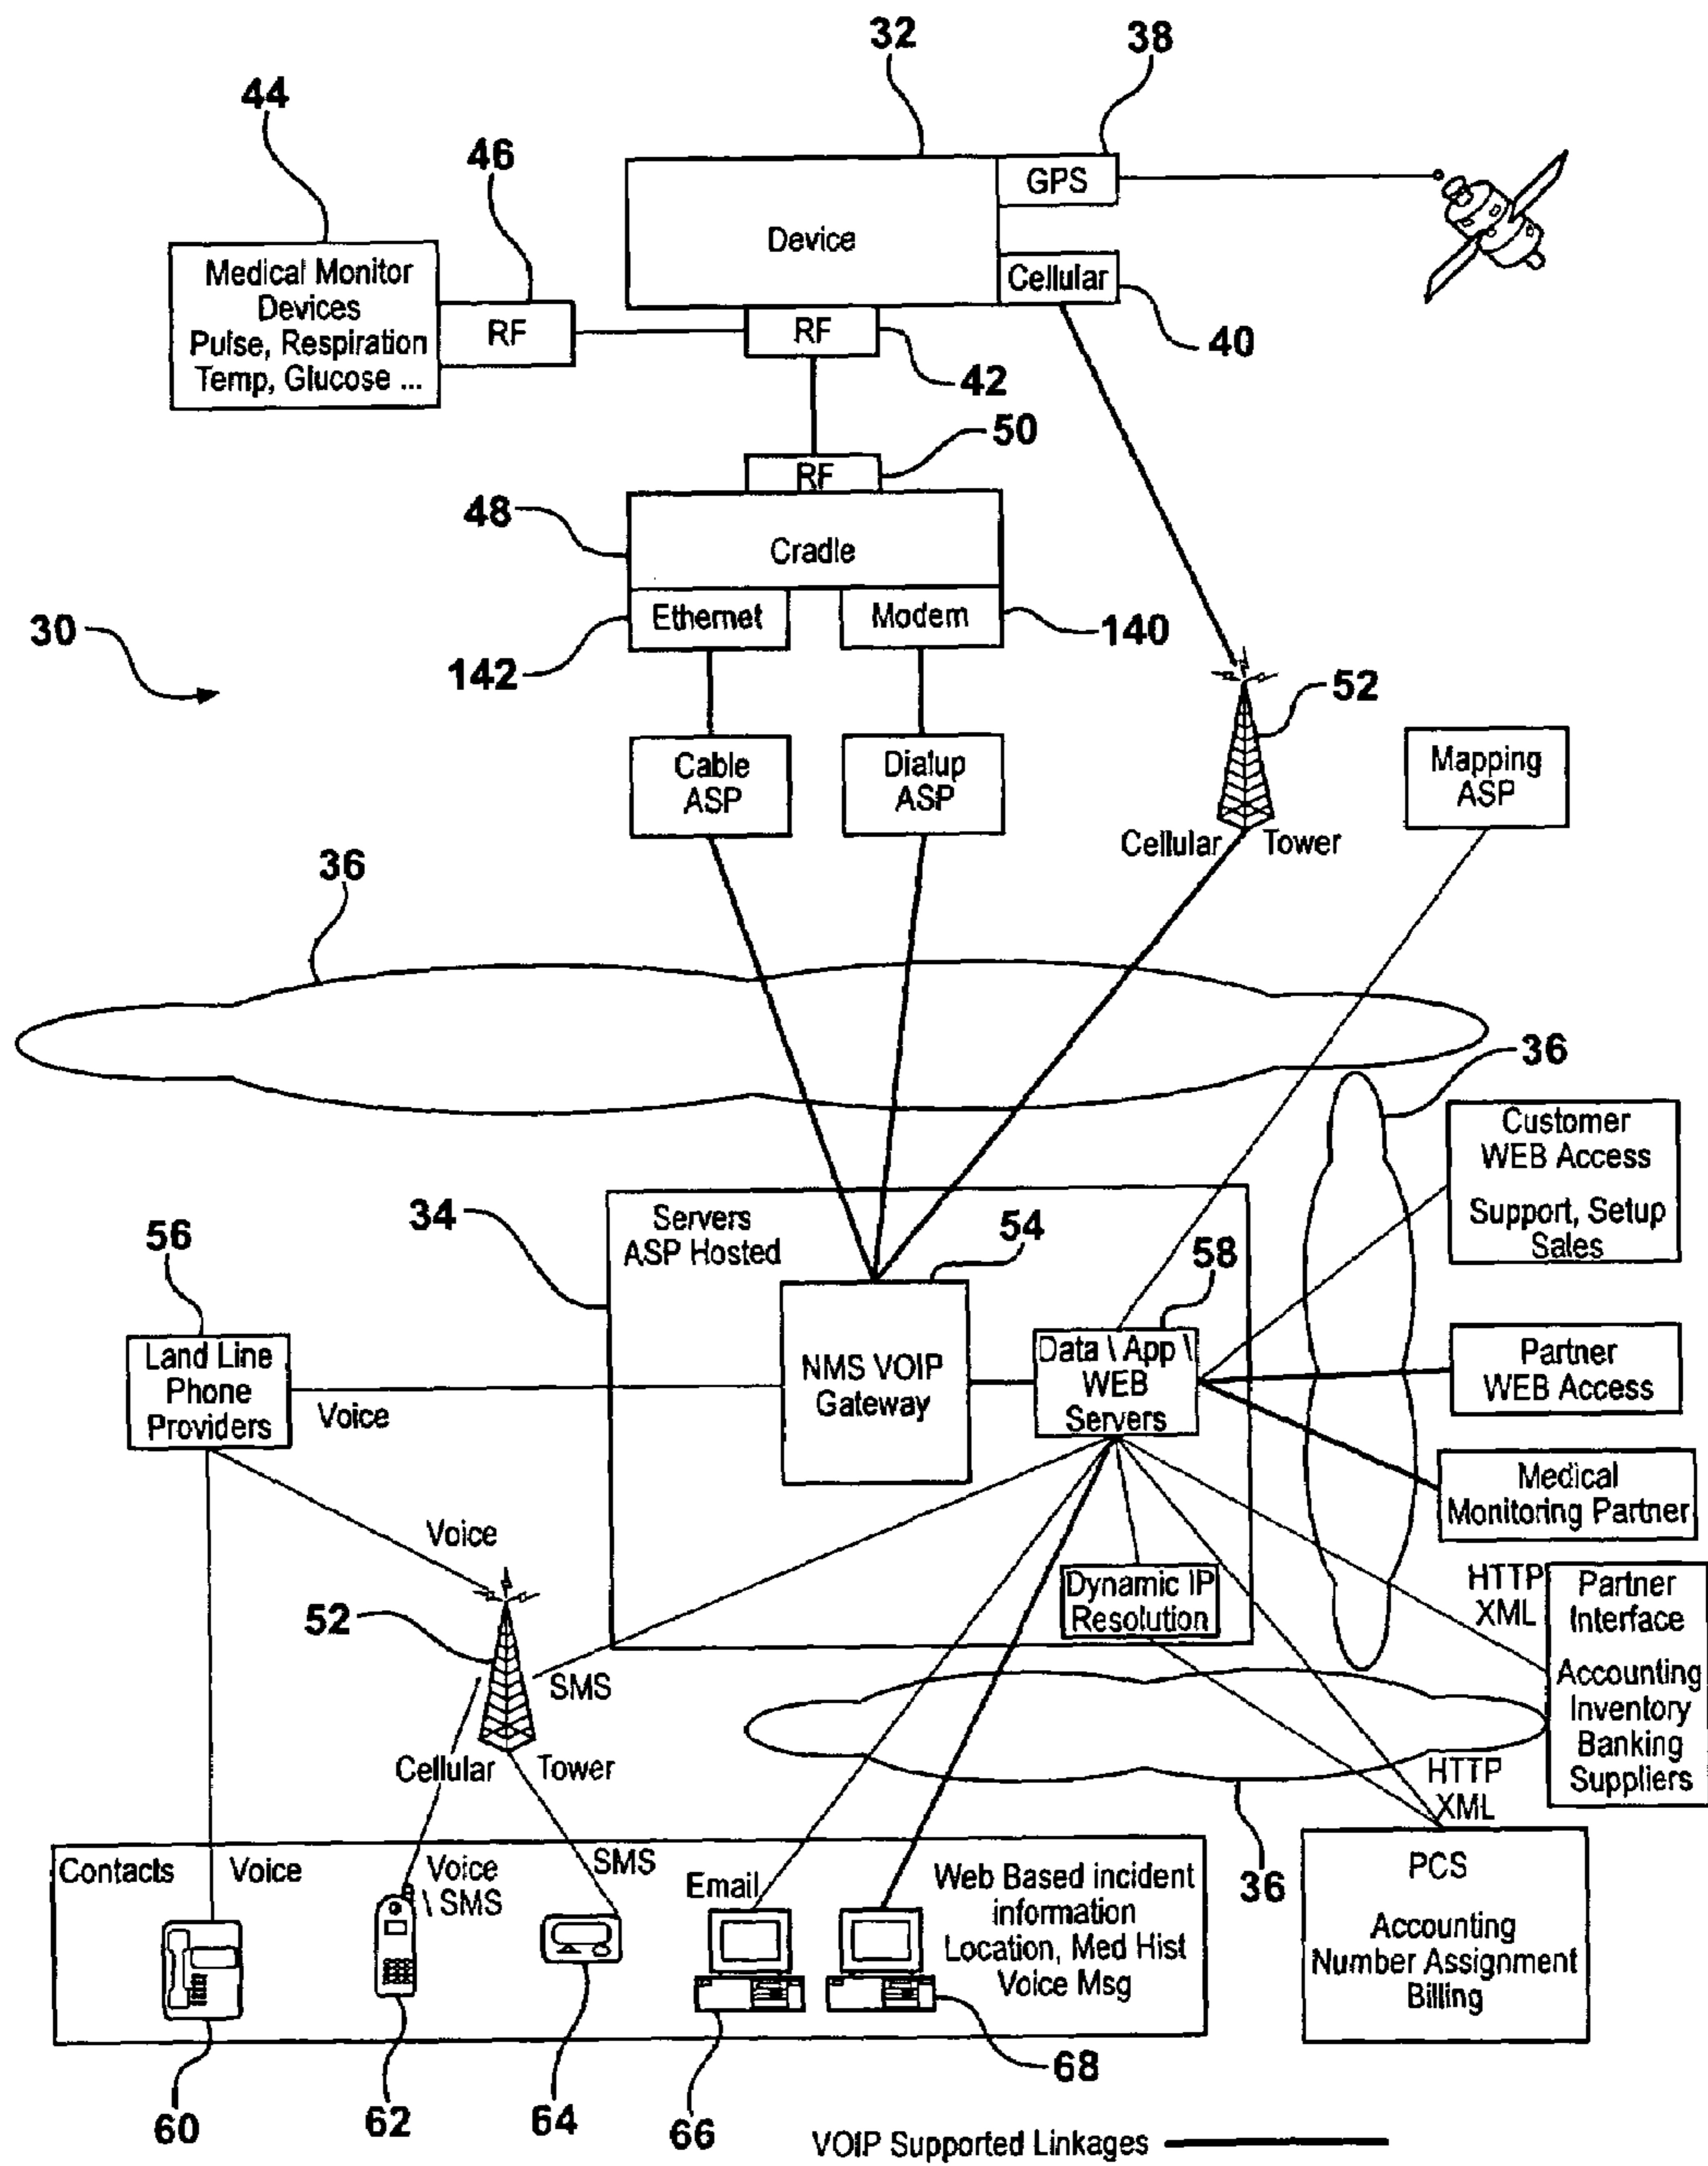 32
38
44
46
GPS
Device
Cellular
Medical Monitor
Devices
Pulse, Respiration
Temp, Glucose ...
RF
RF
40
42
50
RF
48
Cradle
Ethernet
Modem
30
140
142
52
Cable
ASP
Dialup
ASP
Mapping
ASP
Cellular Tower
36
36
Customer
WEB Access
Support, Setup
Sales
34
Servers
ASP Hosted
54
58
56
Land Line
Phone
Providers
Voice
NMS VOIP
Gateway
Data \ App \
WEB
Servers
Partner
WEB Access
Medical
Monitoring Partner
Voice
Dynamic IP
Resolution
HTTP
XML
Partner
Interface
Accounting
Inventory
Banking
Suppliers
52
SMS
Cellular Tower
HTTP
XML
36
Contacts
Voice
Voice
\ SMS
SMS
Email
Web Based incident
information
Location, Med Hist
Voice Msg
PCS
Accounting
Number Assignment
Billing
60
62
64
66
68
VOIP Supported Linkages